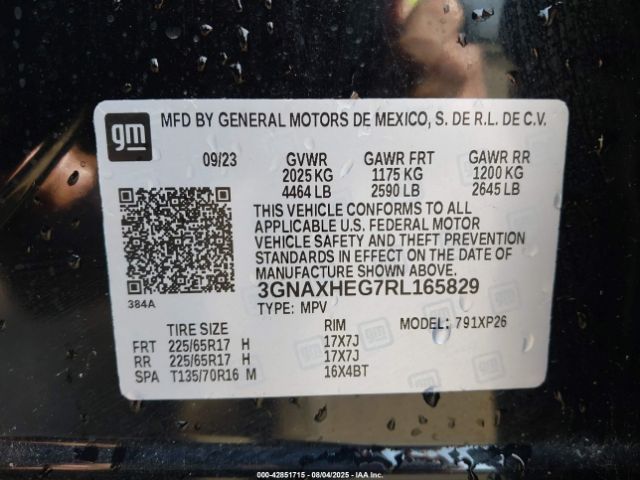 gm
MFD BY GENERAL MOTORS DE MEXICO, S. DE R.L. DE C.V.
09/23 GVWR GAWR FRT GAWR RR
2025 KG 1175 KG 1200 KG
4464 LB 2590 LB 2645 LB
THIS VEHICLE CONFORMS TO ALL
APPLICABLE U.S. FEDERAL MOTOR
VEHICLE SAFETY AND THEFT PREVENTION
STANDARDS IN EFFECT ON THE DATE OF
MANUFACTURE SHOWN ABOVE.
3GNAXHEG7RL165829
384A
TYPE: MPV
TIRE SIZE RIM MODEL: 791XP26
FRT 225/65R17 H 17X7J
RR 225/65R17 H 17X7J
SPA T135/70R16 M 16X4BT
000-42851715 - 08/04/2025 - IAA Inc.